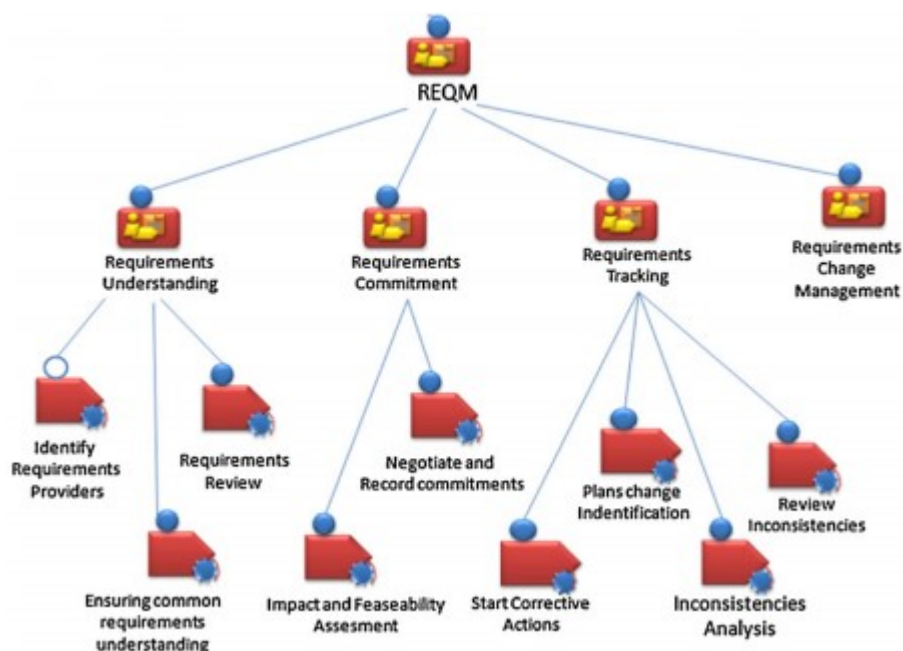 REQM
Requirements
Understanding
Requirements
Commitment
Requirements
Tracking
Requirements
Change
Management
Identify
Requirements
Providers
Requirements
Review
Negotiate and
Record commitments
Plans change
Indentification
Review
Inconsistencies
Ensuring common
requirements
understanding
Impact and Feaseability
Assesment
Start Corrective
Actions
Inconsistencies
Analysis